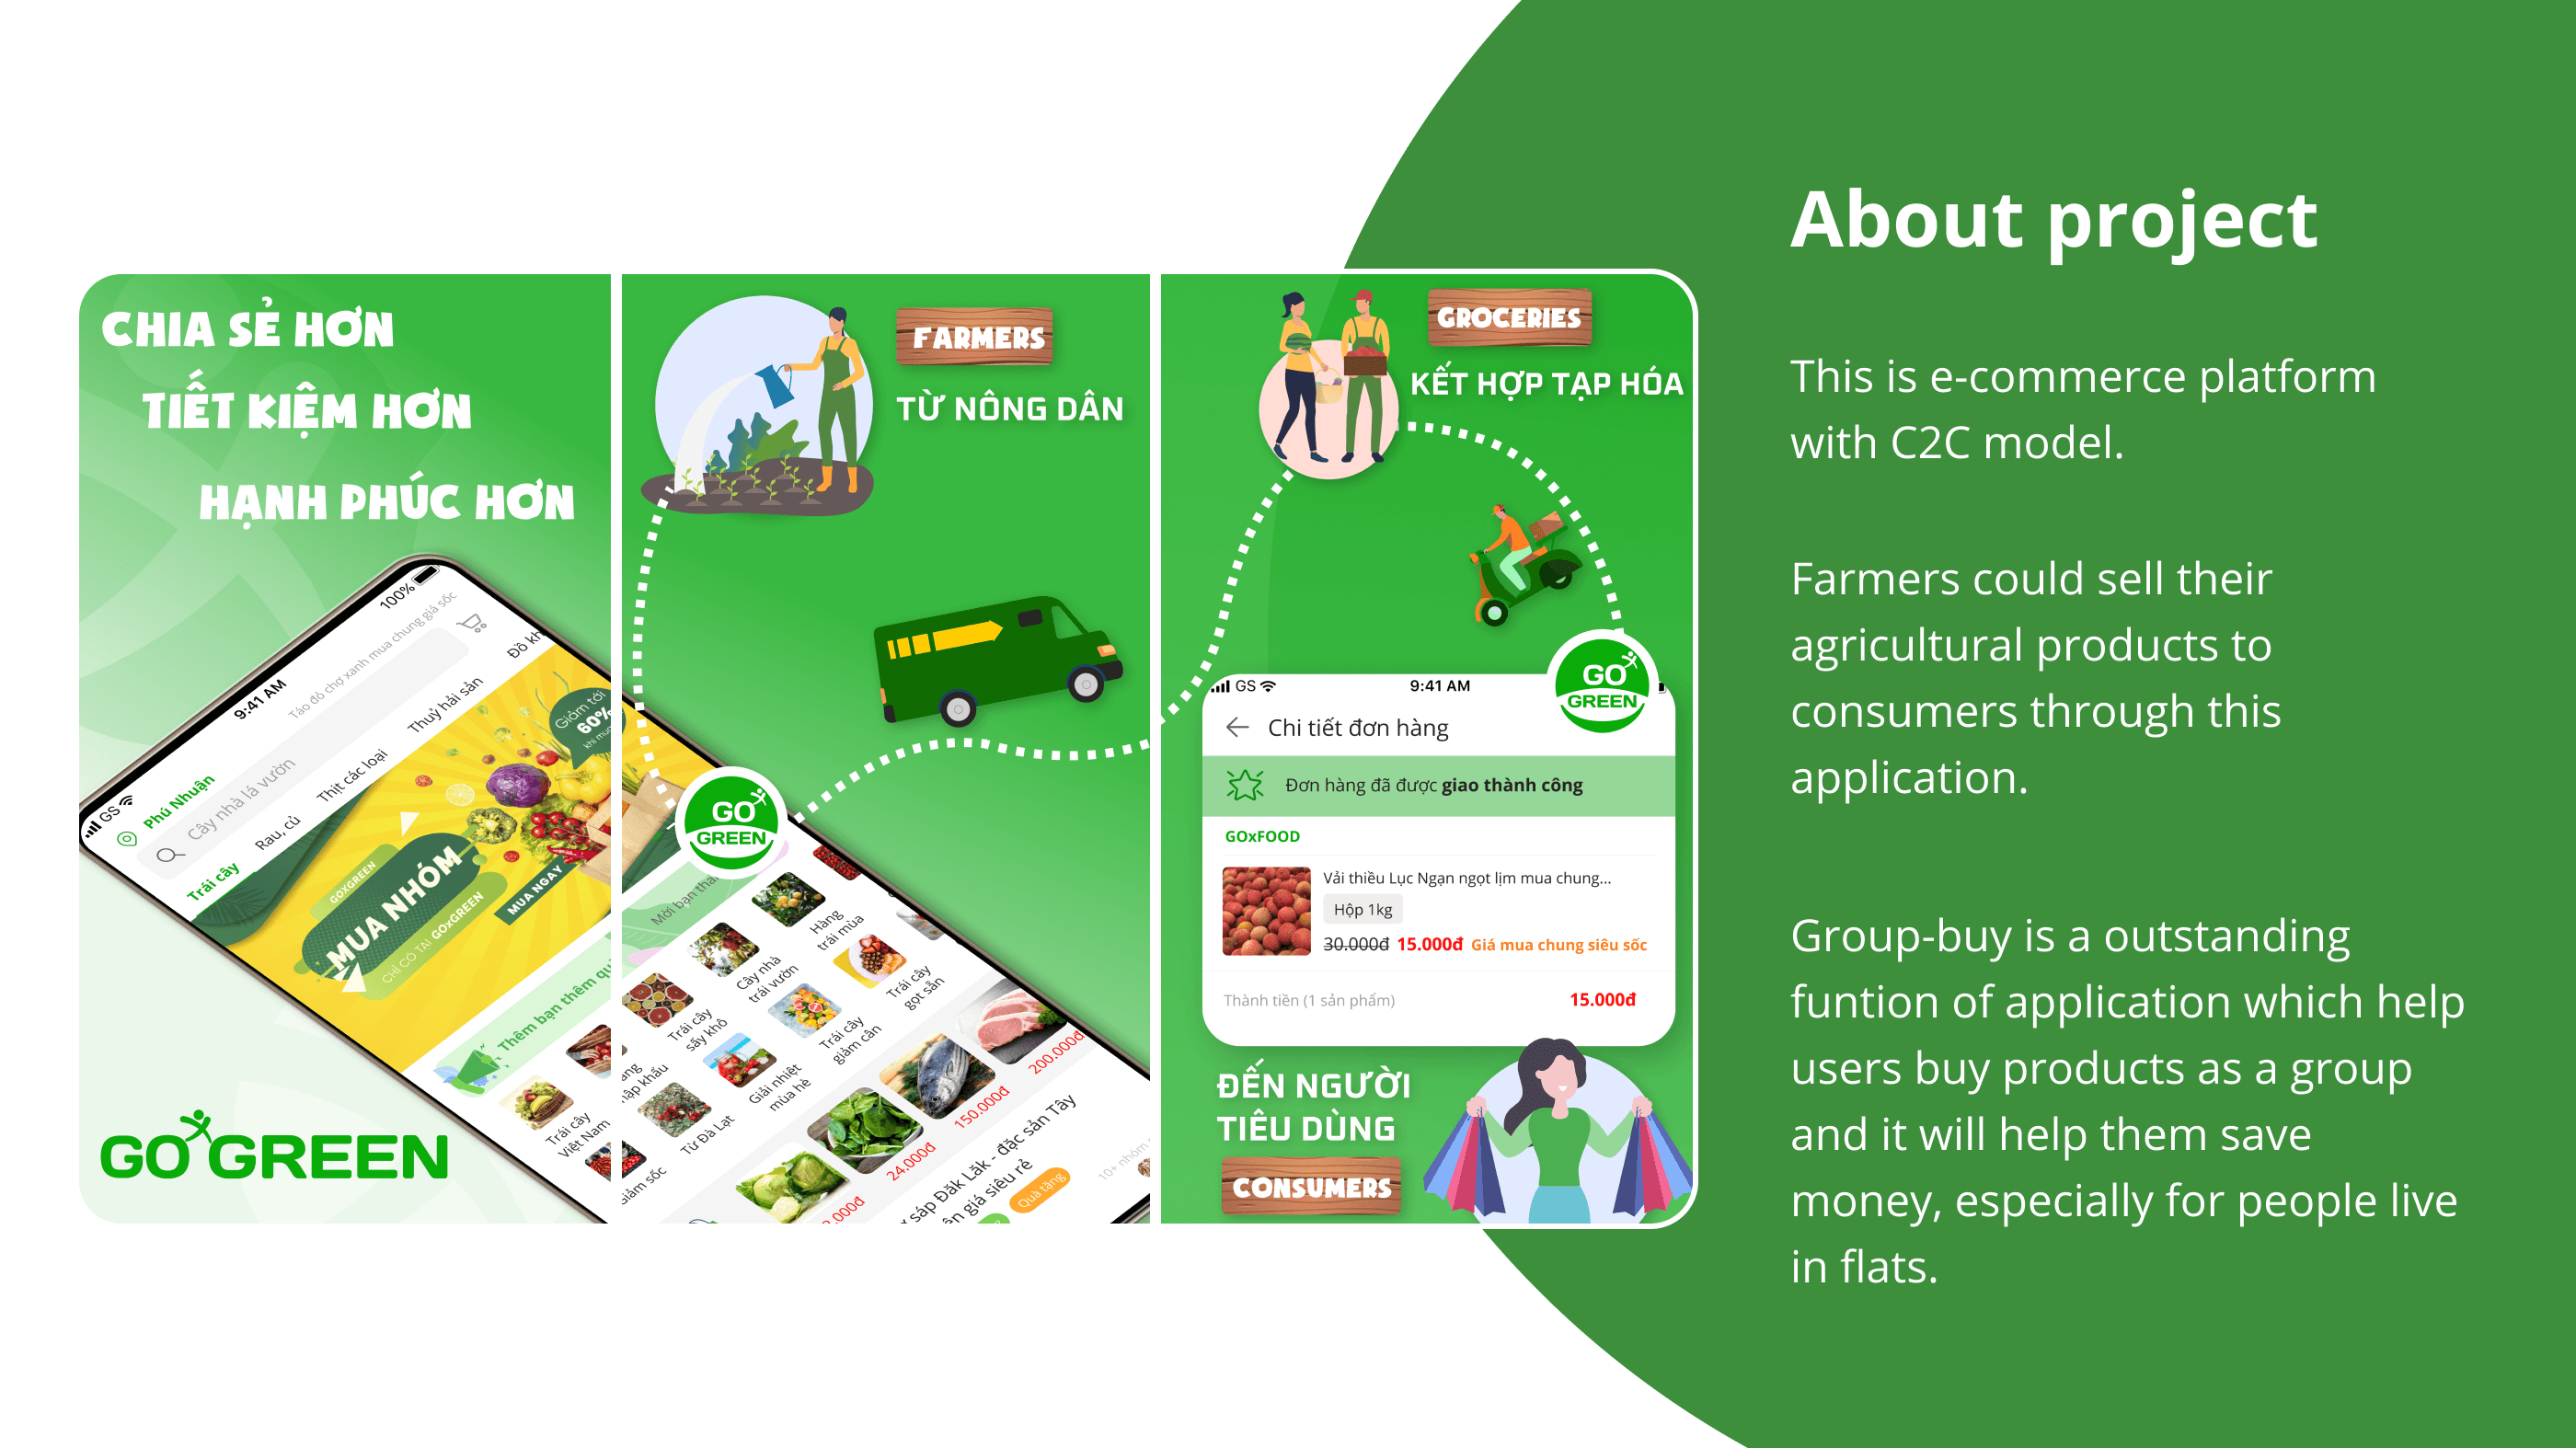 CHIA SẺ HƠN
TIẾT KIỆM HƠN
HẠNH PHÚC HƠN
100%
9:41 AM
GS
Phú Nhuận
Táo đỏ chợ xanh mua chung giá sốc
Cây nhà lá vườn
Trái cây
Rau, củ
Thịt các loại
Thuỷ hải sản
Giảm tới
60%
GOXGREEN
MUA NHÓM
CHỈ CÓ TẠI GOxGREEN
MUA NGAY
Thêm bạn thêm
Trái cây
Việt Nam
GO GREEN
FARMERS
TỪ NÔNG DÂN
GO
GREEN
Mời bạn
Hàng
trái mùa
Cây nhà
trái vườn
Trái cây
gọt sẵn
Trái cây
sấy khô
Trái cây
giảm cân
nhập khẩu
Giải nhiệt
mùa hè
Từ Đà Lạt
Giảm sốc
200.000đ
150.000đ
24.000đ
sáp Đăk Lăk - đặc sản Tây
giá siêu rẻ
Quà tặng
10+ nhóm
GROCERIES
KẾT HỢP TẠP HÓA
GO
GREEN
GS
9:41 AM
Chi tiết đơn hàng
Đơn hàng đã được giao thành công
GOxFOOD
Vải thiều Lục Ngạn ngọt lịm mua chung...
Hộp 1kg
30.000đ 15.000đ Giá mua chung siêu sốc
Thành tiền (1 sản phẩm) 15.000đ
ĐẾN NGƯỜI
TIÊU DÙNG
CONSUMERS
About project
This is e-commerce platform
with C2C model.
Farmers could sell their
agricultural products to
consumers through this
application.
Group-buy is a outstanding
funtion of application which help
users buy products as a group
and it will help them save
money, especially for people live
in flats.